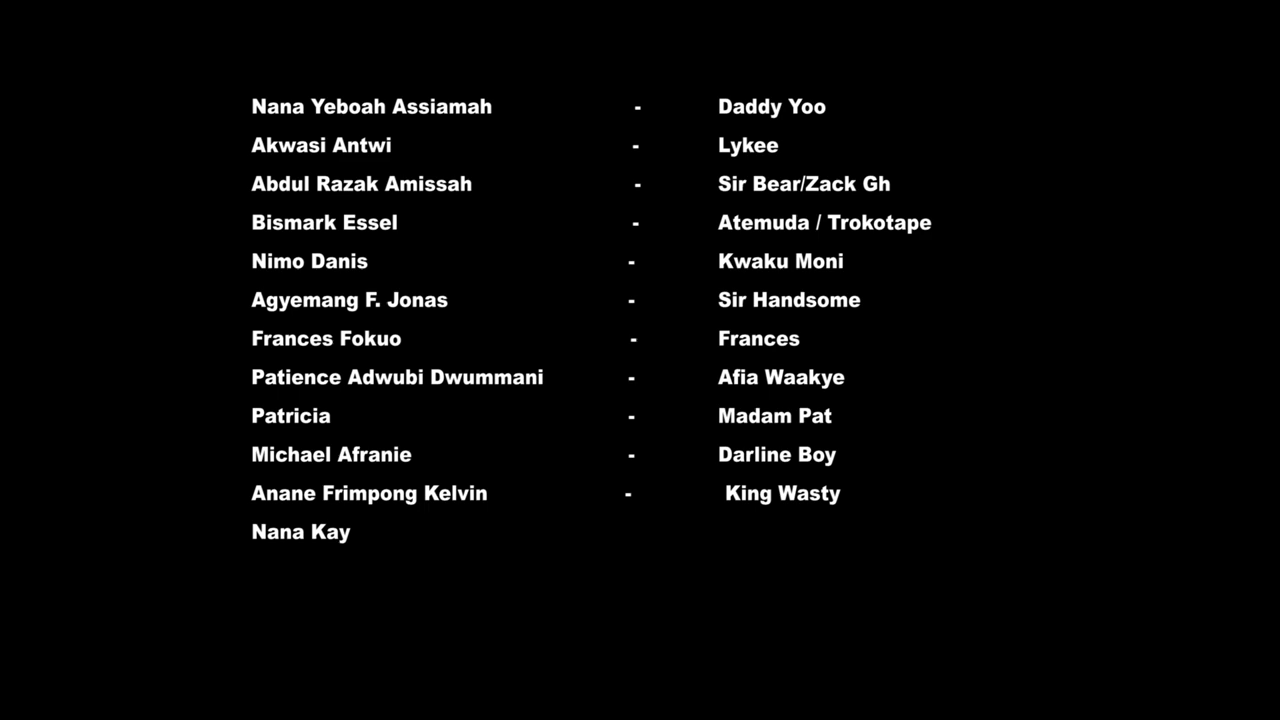 Nana Yeboah Assiamah - Daddy Yoo
Akwasi Antwi - Lykee
Abdul Razak Amissah - Sir Bear/Zack Gh
Bismark Essel - Atemuda / Trokotape
Nimo Danis - Kwaku Moni
Agyemang F. Jonas - Sir Handsome
Frances Fokuo - Frances
Patience Adwubi Dwummani - Afia Waakye
Patricia - Madam Pat
Michael Afranie - Darline Boy
Anane Frimpong Kelvin - King Wasty
Nana Kay